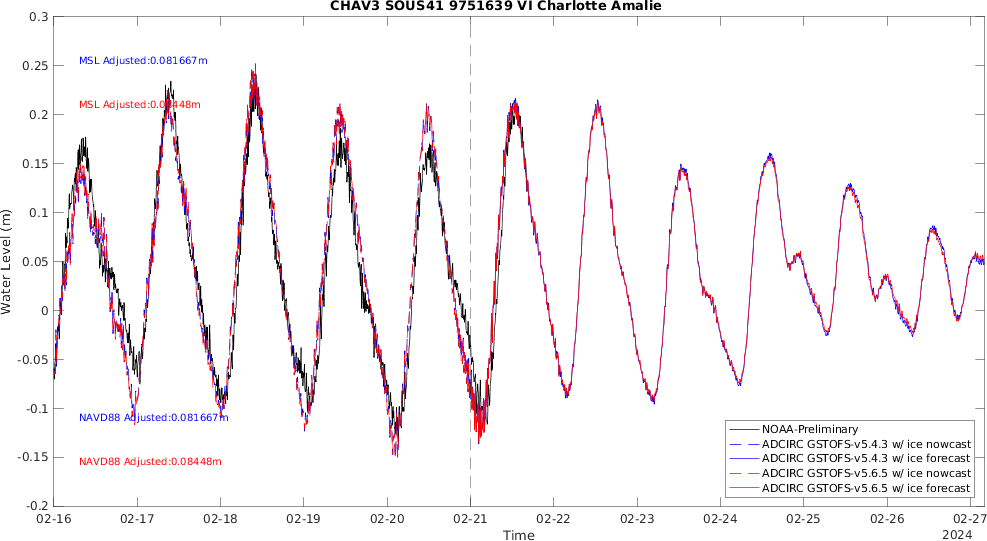 CHAV3 SOUS41 9751639 VI Charlotte Amalie
0.3
0.25
0.2
0.15
0.1
0.05
0
-0.05
-0.1
-0.15
-0.2
Water Level (m)
MSL Adjusted:0.081667m
MSL Adjusted:0.08448m
NAVD88 Adjusted:0.081667m
NAVD88 Adjusted:0.08448m
NOAA-Preliminary
ADCIRC GSTOFS-v5.4.3 w/ ice nowcast
ADCIRC GSTOFS-v5.4.3 w/ ice forecast
ADCIRC GSTOFS-v5.6.5 w/ ice nowcast
ADCIRC GSTOFS-v5.6.5 w/ ice forecast
02-16 02-17 02-18 02-19 02-20 02-21 02-22 02-23 02-24 02-25 02-26 02-27
Time
2024